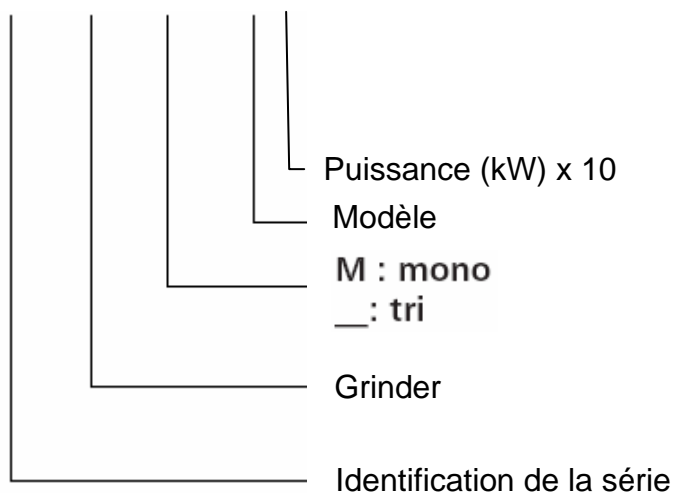 Puissance (kW) x 10
Modèle
M : mono
__: tri
Grinder
Identification de la série